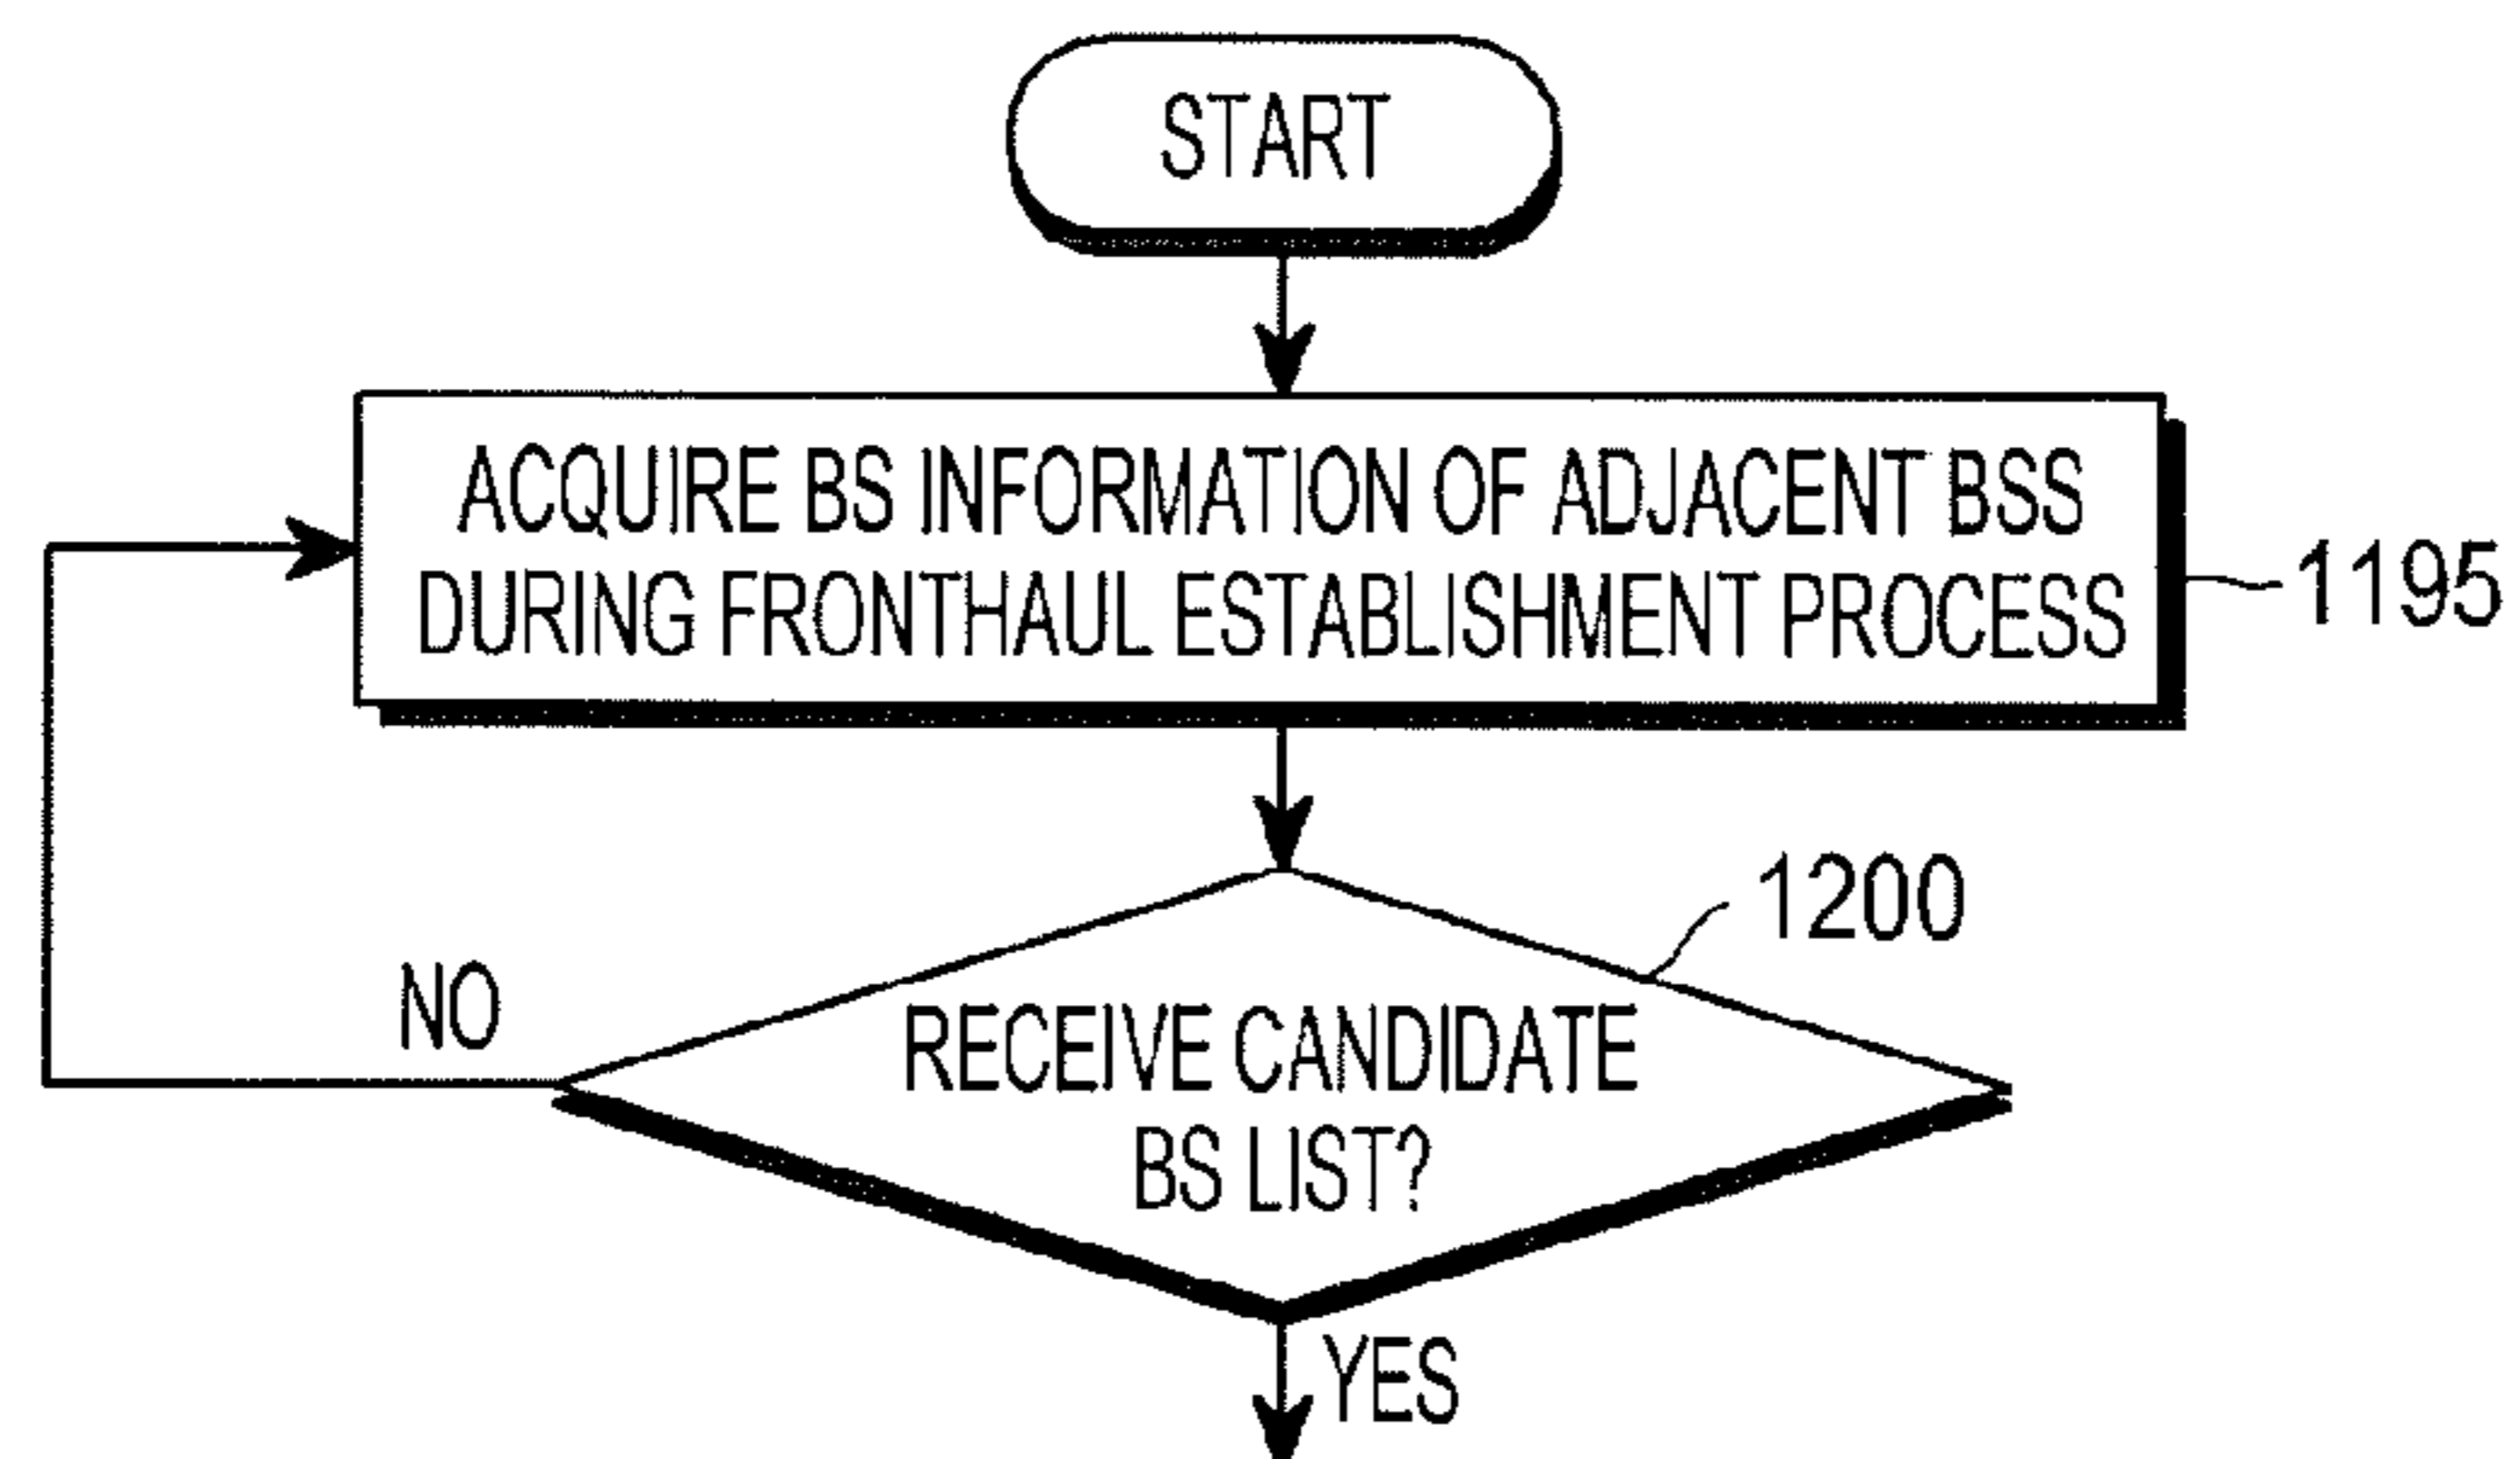 START
ACQUIRE BS INFORMATION OF ADJACENT BSS
DURING FRONTHAUL ESTABLISHMENT PROCESS
1195
1200
NO
RECEIVE CANDIDATE
BS LIST?
YES